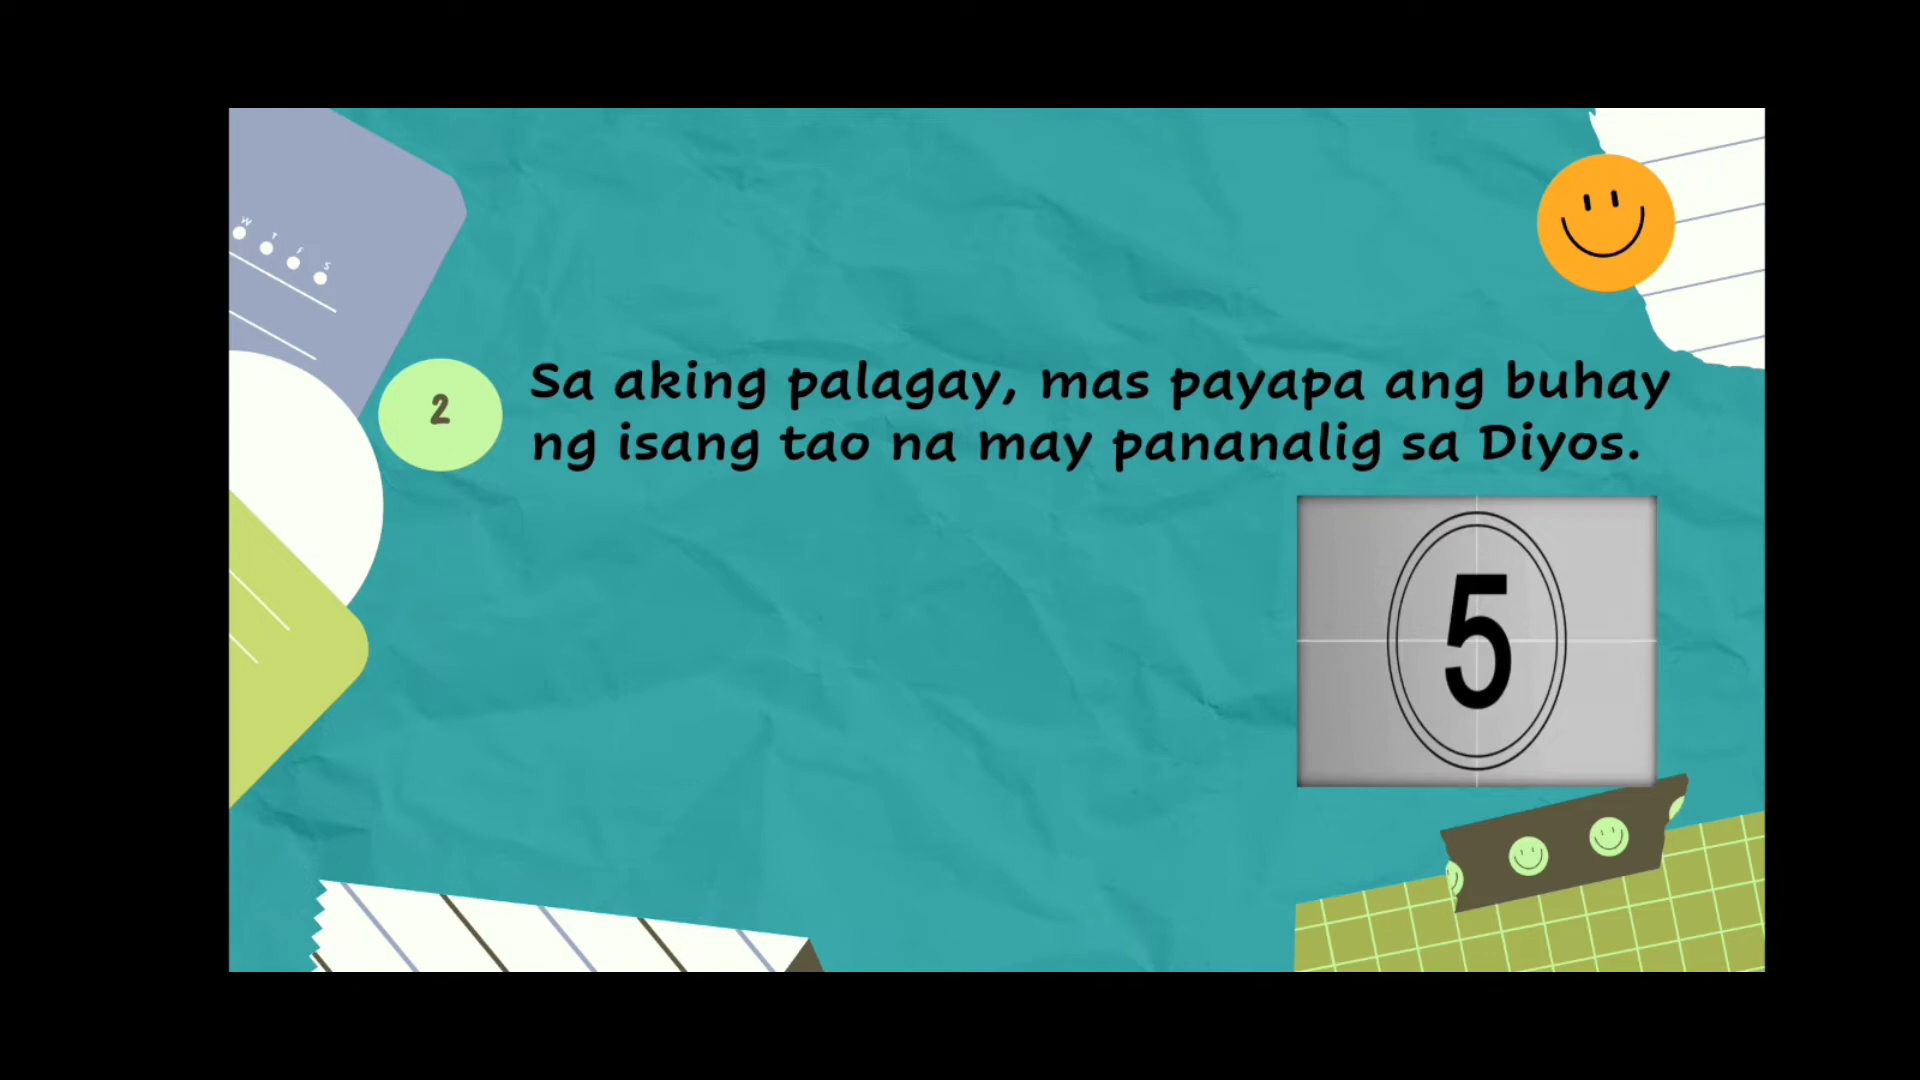 W T F S
2
Sa aking palagay, mas payapa ang buhay
ng isang tao na may pananalig sa Diyos.
5